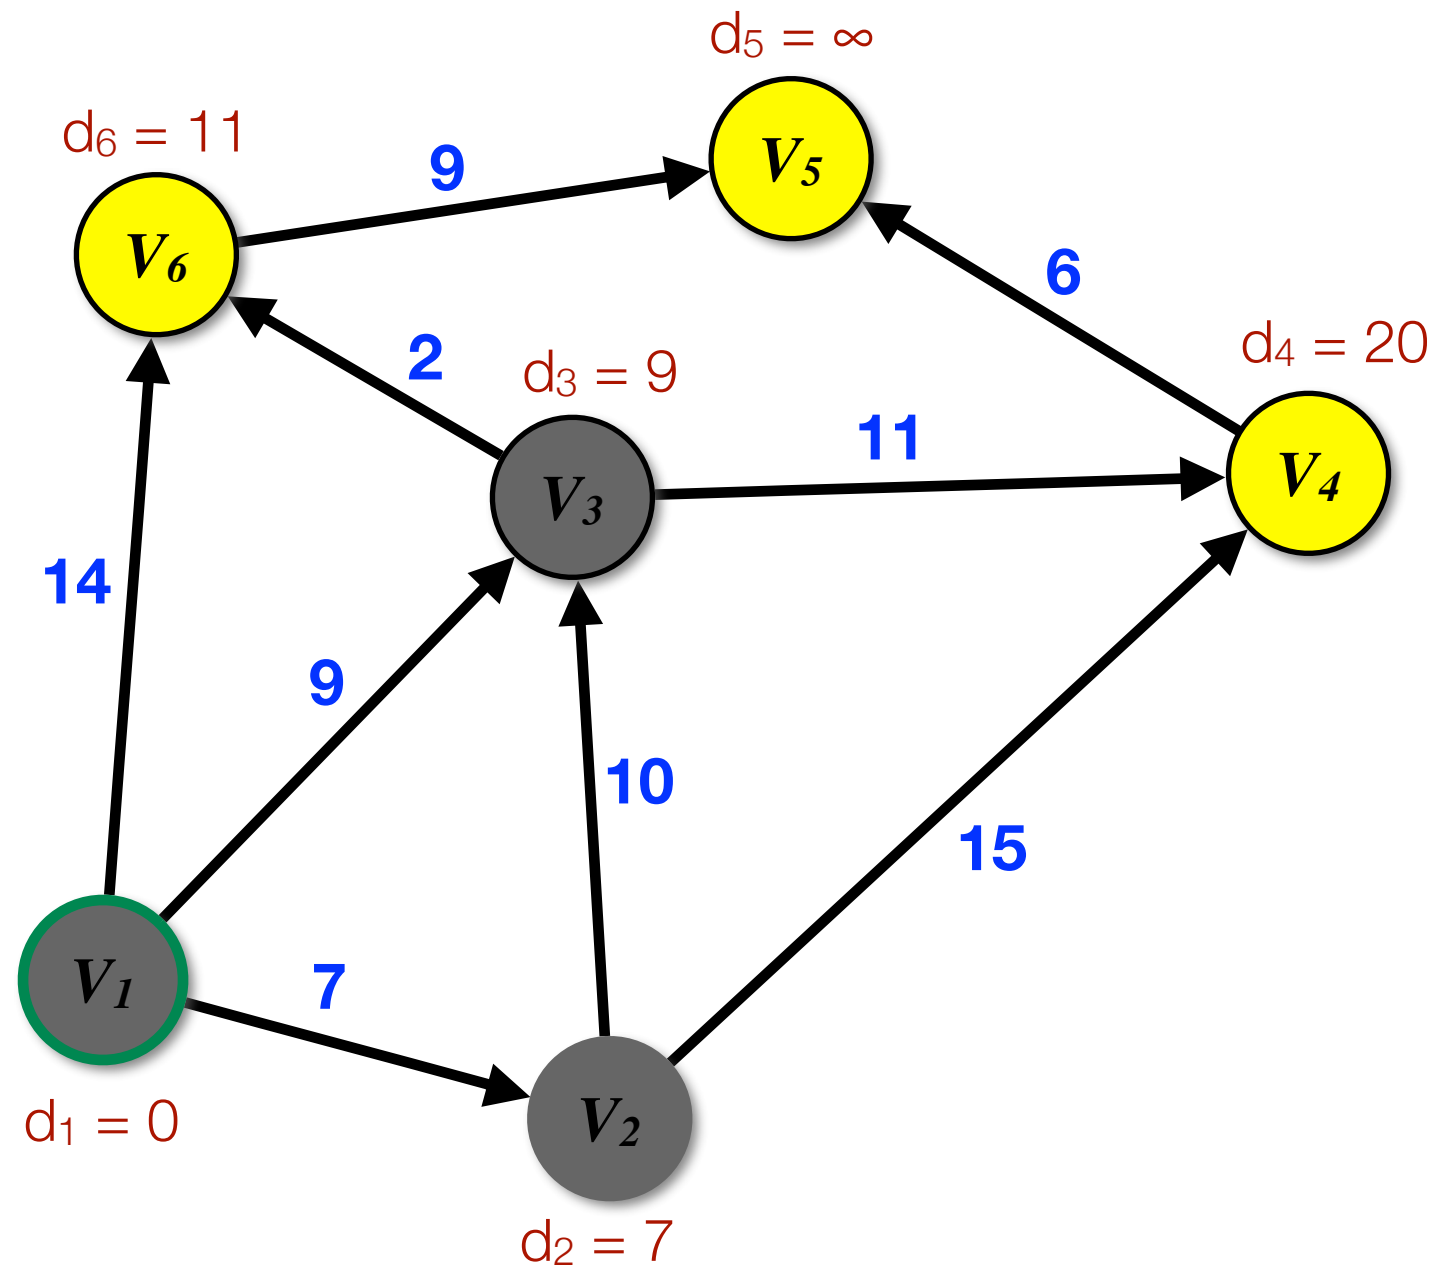 d5 = ∞
d6 = 11
9
V5
V6
6
2
d4 = 20
d3 = 9
11
V4
V3
14
9
10
15
V1
7
d1 = 0
V2
d2 = 7